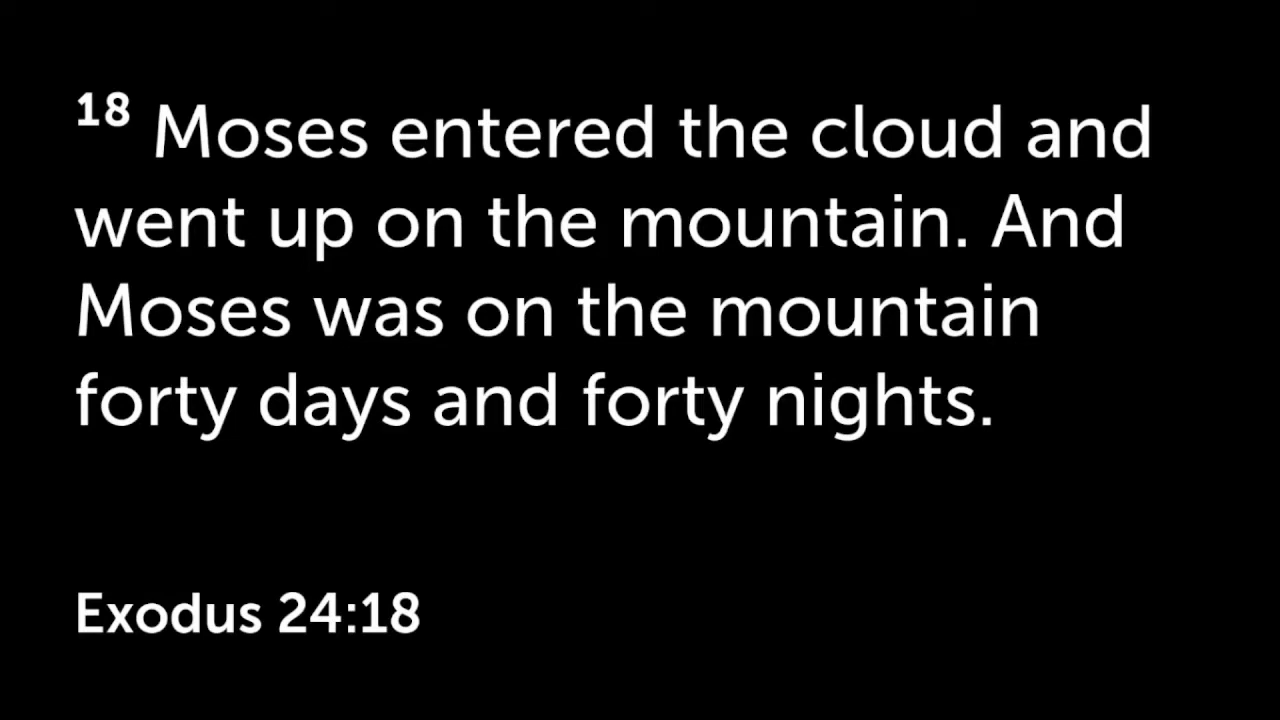 18 Moses entered the cloud and
went up on the mountain. And
Moses was on the mountain
forty days and forty nights.
Exodus 24:18